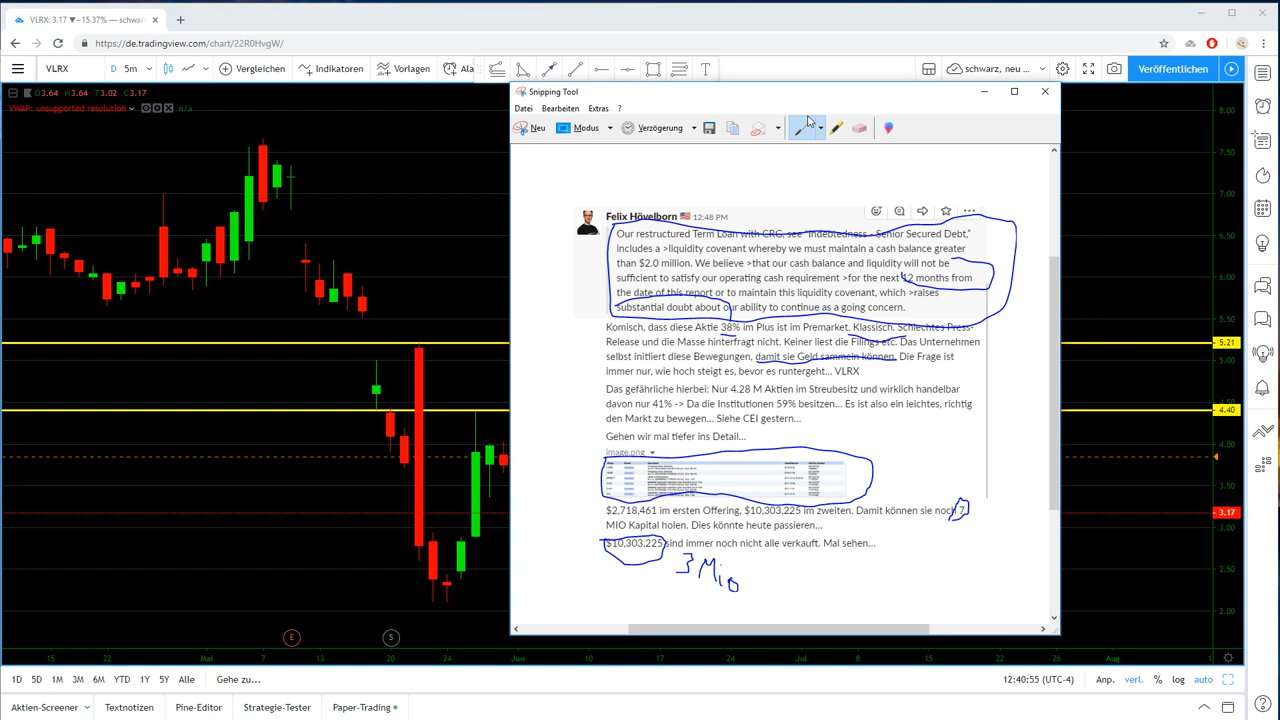 VLRX: 3.17 ▼−15.37% — schwarz
https://de.tradingview.com/chart/22R0HvgW/
VLRX D 5m Vergleichen Indikatoren Vorlagen Ala schwarz, neu ... Veröffentlichen
O3.64 H3.64 T3.02 C3.17
VWAP: unsupported resolution n/a
Snipping Tool
Datei Bearbeiten Extras ?
Neu Modus Verzögerung
Felix Hövelborn 12:48 PM
Our restructured Term Loan with CRG, see "Indebtedness - Senior Secured Debt,"
includes a >liquidity covenant whereby we must maintain a cash balance greater
than $2.0 million. We believe >that our cash balance and liquidity will not be
sufficient to satisfy our operating cash requirement >for the next 12 months from
the date of this report or to maintain this liquidity covenant, which >raises
substantial doubt about our ability to continue as a going concern.
Komisch, dass diese Aktie 38% im Plus ist im Premarket. Klassisch. Schlechtes Press-
Release und die Masse hinterfragt nicht. Keiner liest die Filings etc. Das Unternehmen
selbst initiiert diese Bewegungen, damit sie Geld sammeln können. Die Frage ist
immer nur, wie hoch steigt es, bevor es runtergeht... VLRX
Das gefährliche hierbei: Nur 4.28 M Aktien im Streubesitz und wirklich handelbar
davon nur 41% -> Da die Institutionen 59% besitzen... Es ist also ein leichtes, richtig
den Markt zu bewegen... Siehe CEI gestern...
Gehen wir mal tiefer ins Detail...
image.png
$2,718,461 im ersten Offering, $10,303,225 im zweiten. Damit können sie noch 7.
MIO Kapital holen. Dies könnte heute passieren...
$10,303,225 sind immer noch nicht alle verkauft. Mal sehen...
3 Mio
8.00
7.50
7.00
6.50
6.00
5.50
5.21
5.00
4.50
4.40
4.00
3.50
3.17
2.50
2.00
E S
15 22 Mai 7 13 20 24 Jun 10 18 24 Jul 8 15 22 26 Aug 1
1D 5D 1M 3M 6M YTD 1Y 5Y Alle Gehe zu... 12:40:55 (UTC-4) Anp. verl. % log auto
Aktien-Screener Textnotizen Pine-Editor Strategie-Tester Paper-Trading